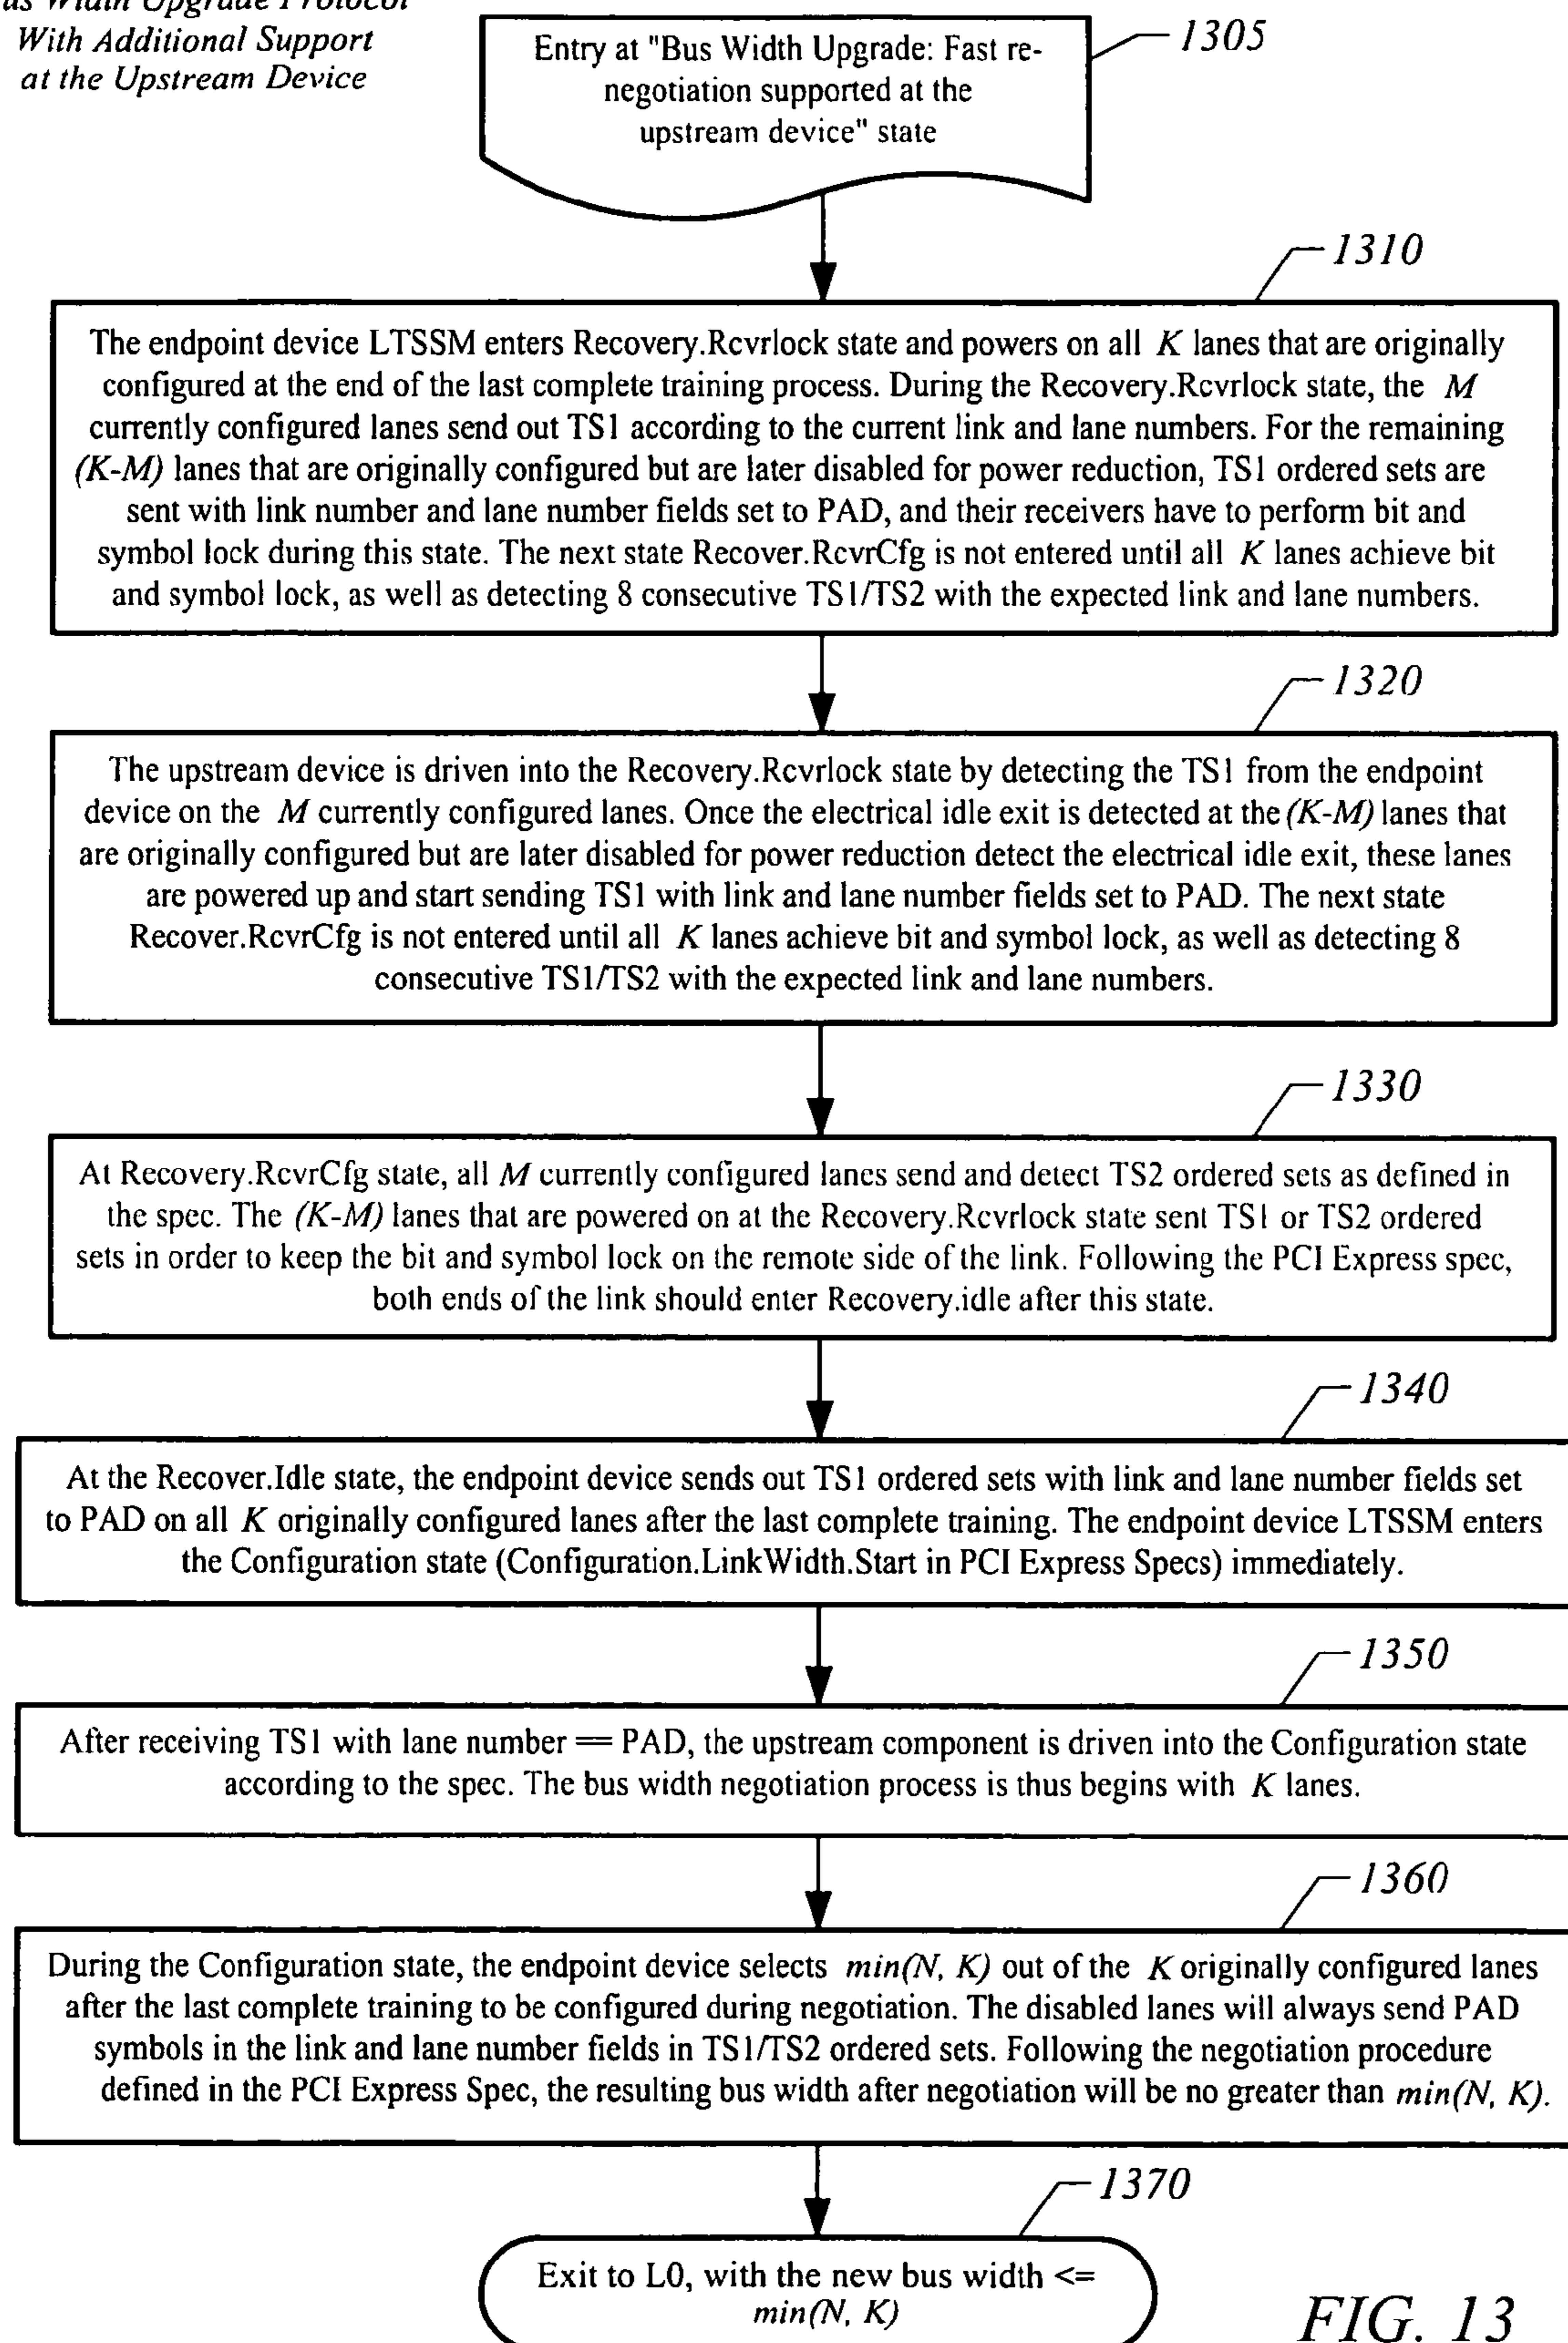 us Width Upgrade Protocol
With Additional Support
at the Upstream Device
Entry at "Bus Width Upgrade: Fast re-
negotiation supported at the
upstream device" state
1305
1310
The endpoint device LTSSM enters Recovery.Rcvrlock state and powers on all K lanes that are originally
configured at the end of the last complete training process. During the Recovery.Rcvrlock state, the M
currently configured lanes send out TS1 according to the current link and lane numbers. For the remaining
(K-M) lanes that are originally configured but are later disabled for power reduction, TS1 ordered sets are
sent with link number and lane number fields set to PAD, and their receivers have to perform bit and
symbol lock during this state. The next state Recover.RcvrCfg is not entered until all K lanes achieve bit
and symbol lock, as well as detecting 8 consecutive TS1/TS2 with the expected link and lane numbers.
1320
The upstream device is driven into the Recovery.Rcvrlock state by detecting the TS1 from the endpoint
device on the M currently configured lanes. Once the electrical idle exit is detected at the (K-M) lanes that
are originally configured but are later disabled for power reduction detect the electrical idle exit, these lanes
are powered up and start sending TS1 with link and lane number fields set to PAD. The next state
Recover.RcvrCfg is not entered until all K lanes achieve bit and symbol lock, as well as detecting 8
consecutive TS1/TS2 with the expected link and lane numbers.
1330
At Recovery.RcvrCfg state, all M currently configured lanes send and detect TS2 ordered sets as defined in
the spec. The (K-M) lanes that are powered on at the Recovery.Rcvrlock state sent TS1 or TS2 ordered
sets in order to keep the bit and symbol lock on the remote side of the link. Following the PCI Express spec,
both ends of the link should enter Recovery.idle after this state.
1340
At the Recover.Idle state, the endpoint device sends out TS1 ordered sets with link and lane number fields set
to PAD on all K originally configured lanes after the last complete training. The endpoint device LTSSM enters
the Configuration state (Configuration.LinkWidth.Start in PCI Express Specs) immediately.
1350
After receiving TS1 with lane number == PAD, the upstream component is driven into the Configuration state
according to the spec. The bus width negotiation process is thus begins with K lanes.
1360
During the Configuration state, the endpoint device selects min(N, K) out of the K originally configured lanes
after the last complete training to be configured during negotiation. The disabled lanes will always send PAD
symbols in the link and lane number fields in TS1/TS2 ordered sets. Following the negotiation procedure
defined in the PCI Express Spec, the resulting bus width after negotiation will be no greater than min(N, K).
1370
Exit to L0, with the new bus width <=
min(N, K)
FIG. 13